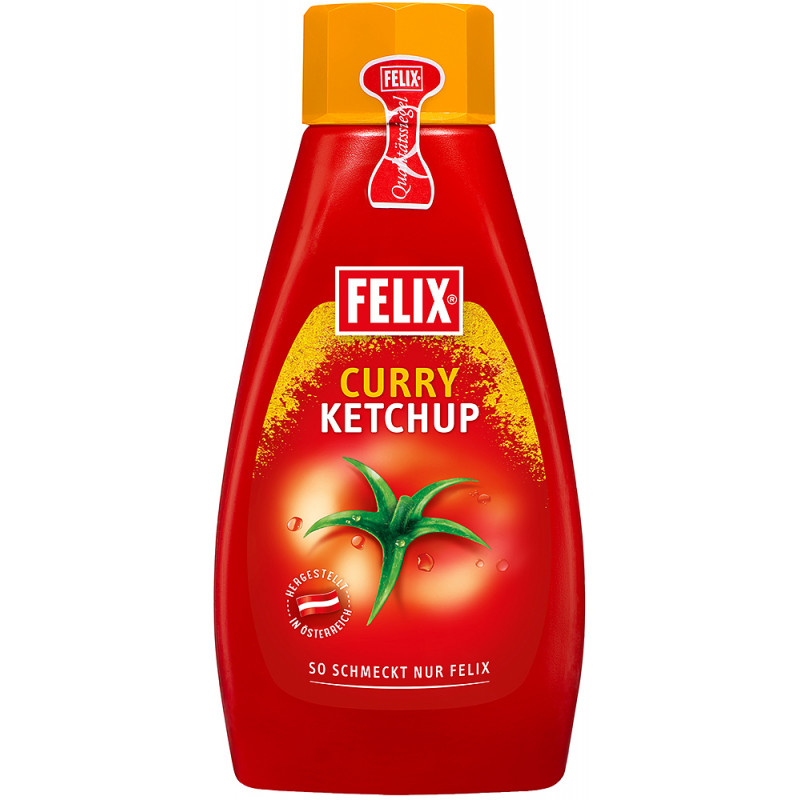 FELIX®
Qualitätssiegel
FELIX®
CURRY
KETCHUP
HERGESTELLT
IN ÖSTERREICH
SO SCHMECKT NUR FELIX